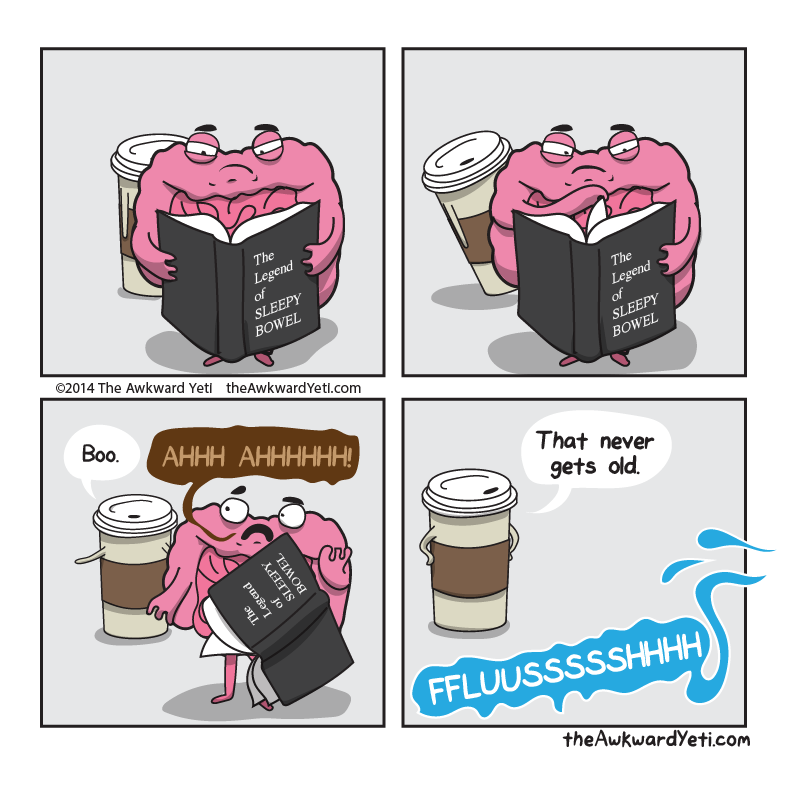 The
Legend
of
SLEEPY
BOWEL
The
Legend
of
SLEEPY
BOWEL
©2014 The Awkward Yeti theAwkwardYeti.com
Boo.
AHHH AHHHHHH!
The
Legend
of
SLEEPY
BOWEL
That never
gets old.
FFLUUSSSSSHHHH
theAwkwardYeti.com